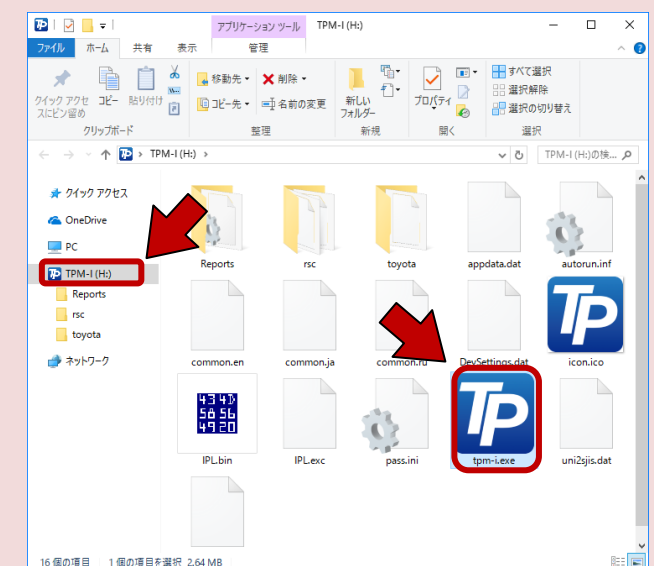 アプリケーション ツール TPM-I (H:)
ファイル ホーム 共有 表示 管理
クイック アクセスにピン留め
コピー
貼り付け
クリップボード
移動先
コピー先
削除
名前の変更
整理
新しいフォルダー
新規
プロパティ
開く
すべて選択
選択解除
選択の切り替え
選択
TPM-I (H:) TPM-I (H:)の検...
クイック アクセス
OneDrive
PC
TPM-I (H:)
Reports
rsc
toyota
ネットワーク
Reports rsc toyota appdata.dat autorun.inf
TP
common.en common.ja common.ru DevSettings.dat icon.ico
4340
5856
4920
TP
IPL.bin IPL.exc pass.ini tpm-i.exe uni2sjis.dat
16 個の項目 1 個の項目を選択 2.64 MB